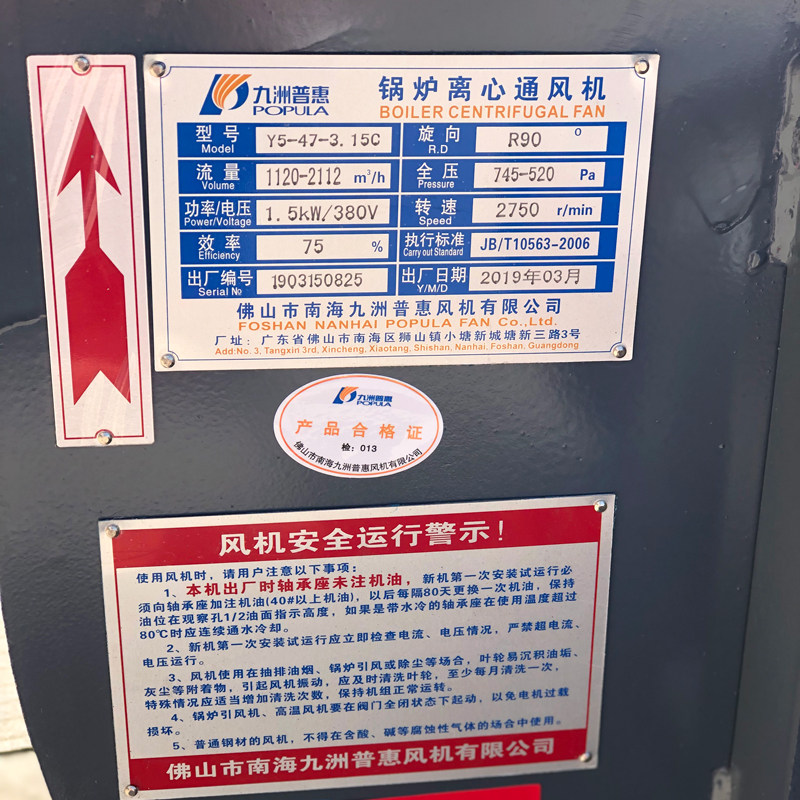 九洲普惠
POPULA
锅炉离心通风机
BOILER CENTRIFUGAL FAN
型号 Model Y5-47-3.15C 旋向 R.D R90 °
流量 Volume 1120-2112 m³/h 全压 Pressure 745-520 Pa
功率/电压 Power/Voltage 1.5kW/380V 转速 Speed 2750 r/min
效率 Efficiency 75 % 执行标准 Carry out Standard JB/T10563-2006
出厂编号 Serial № 1903150825 出厂日期 Y/M/D 2019年03月
佛山市南海九洲普惠风机有限公司
FOSHAN NANHAI POPULA FAN Co.,Ltd.
厂址：广东省佛山市南海区狮山镇小塘新城塘新三路3号
Add:No.3, Tangxin 3rd, Xincheng, Xiaotang, Shishan, Nanhai, Foshan, Guangdong
九洲普惠
POPULA
产品合格证
检：013
佛山市南海九洲普惠风机有限公司
风机安全运行警示！
使用风机时，请用户注意以下事项：
1、本机出厂时轴承座未注机油，新机第一次安装试运行必
须向轴承座加注机油(40#以上机油)，以后每隔80天更换一次机油，保持
油位在观察孔1/2油面指示高度，如果是带水冷的轴承座在使用温度超过
80℃时应连续通水冷却。
2、新机第一次安装试运行应立即检查电流、电压情况，严禁超电流、
电压运行。
3、风机使用在抽排油烟、锅炉引风或除尘等场合，叶轮易沉积油垢、
灰尘等附着物，引起风机振动，应及时清洗叶轮，至少每月清洗一次，
特殊情况应适当增加清洗次数，保持机组正常运转。
4、锅炉引风机、高温风机要在阀门全闭状态下起动，以免电机过载
损坏。
5、普通钢材的风机，不得在含酸、碱等腐蚀性气体的场合中使用。
佛山市南海九洲普惠风机有限公司